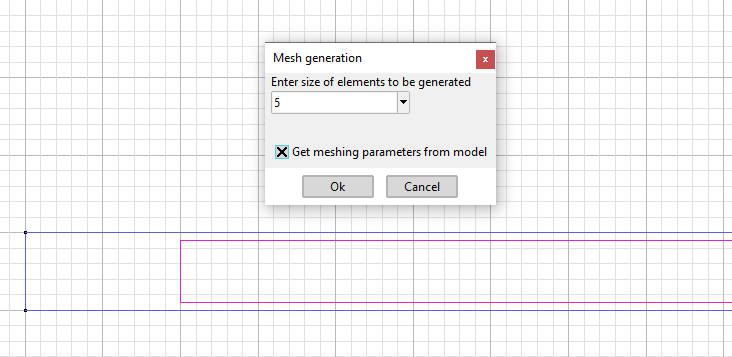 Mesh generation
x
Enter size of elements to be generated
5
Get meshing parameters from model
Ok Cancel